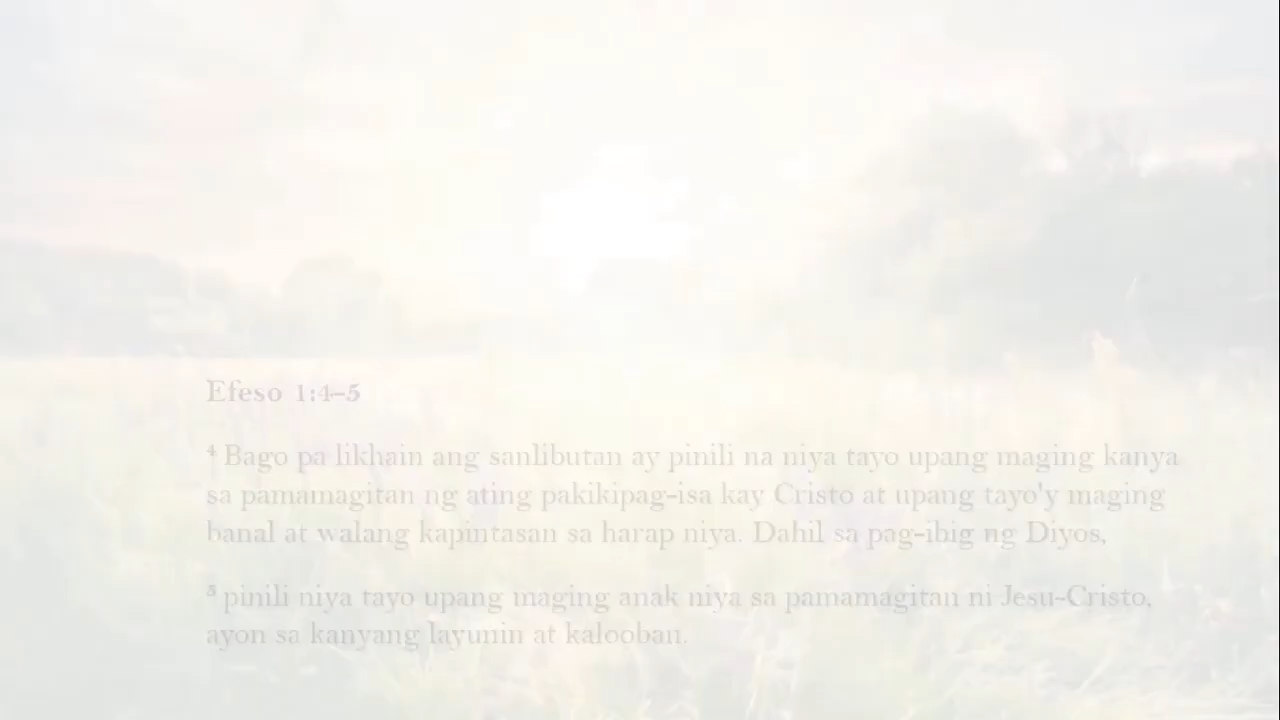 Efeso 1:4–5
⁴ Bago pa likhain ang sanlibutan ay pinili na niya tayo upang maging kanya
sa pamamagitan ng ating pakikipag-isa kay Cristo at upang tayo'y maging
banal at walang kapintasan sa harap niya. Dahil sa pag-ibig ng Diyos,
⁵ pinili niya tayo upang maging anak niya sa pamamagitan ni Jesu-Cristo,
ayon sa kanyang layunin at kalooban.